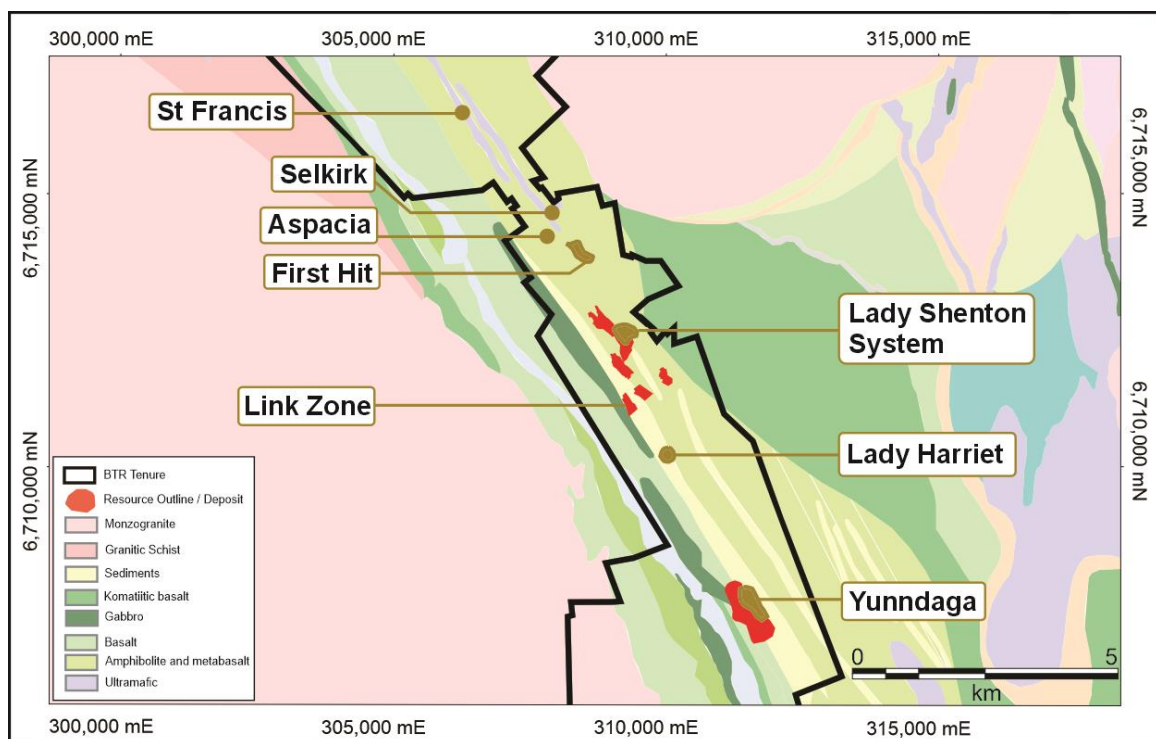 300,000 mE
305,000 mE
310,000 mE
315,000 mE
St Francis
Selkirk
Aspacia
First Hit
Link Zone
Lady Shenton
System
Lady Harriet
Yunndaga
6,715,000 mN
6,710,000 mN
6,715,000 mN
6,710,000 mN
BTR Tenure
Resource Outline / Deposit
Monzogranite
Granitic Schist
Sediments
Komatiitic basalt
Gabbro
Basalt
Amphibolite and metabasalt
Ultramafic
0 5
km
300,000 mE
305,000 mE
310,000 mE
315,000 mE